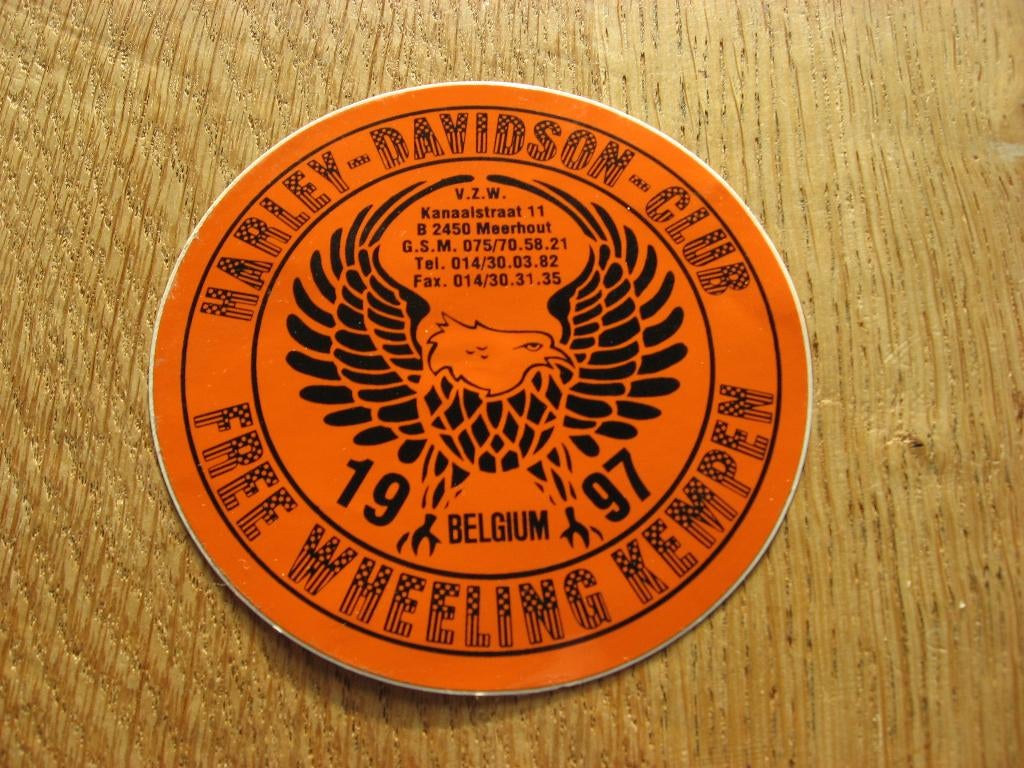 HARLEY-DAVIDSON-CLUB
V.Z.W.
Kanaalstraat 11
B 2450 Meerhout
G.S.M. 075/70.58.21
Tel. 014/30.03.82
Fax. 014/30.31.35
19 97
BELGIUM
FREE WHEELING KEMPEN